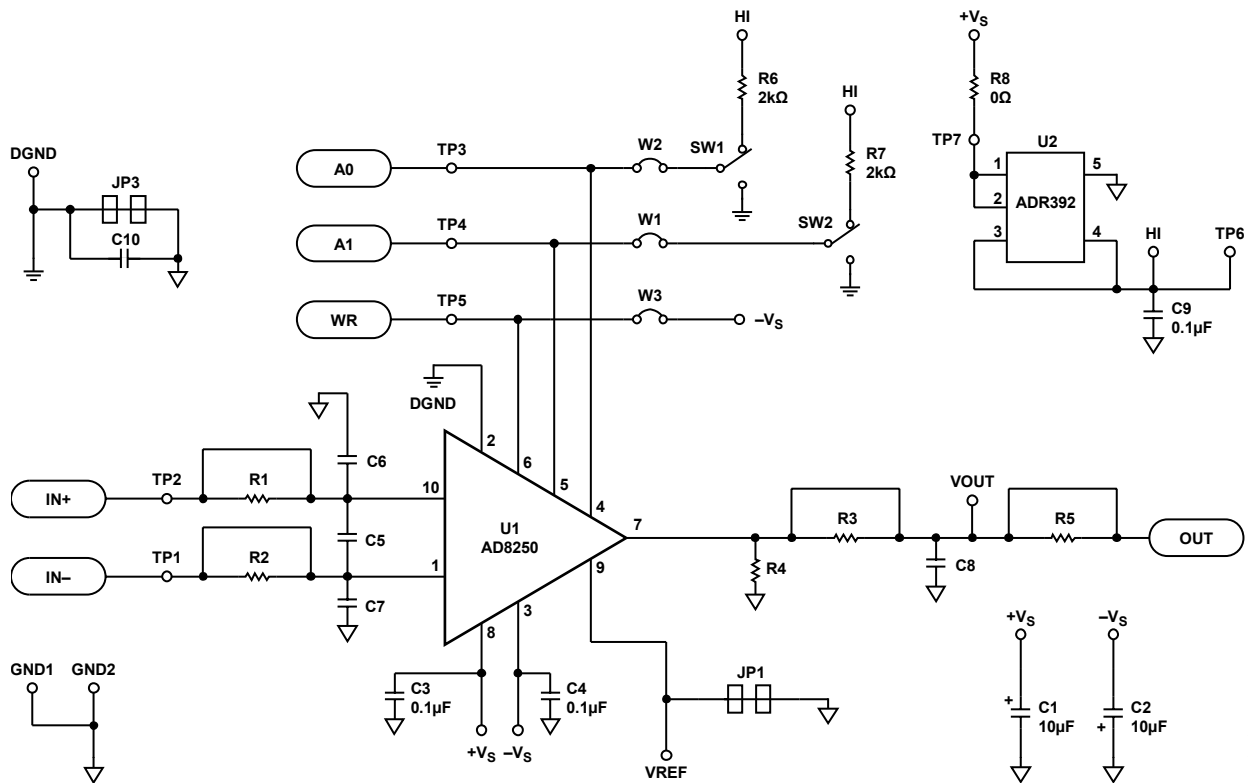 HI
+VS
R6
2kΩ
HI
R8
0Ω
DGND
JP3
C10
A0
TP3
W2
SW1
R7
2kΩ
TP7
U2
1
5
2
ADR392
3
4
HI
TP6
A1
TP4
W1
SW2
C9
0.1µF
WR
TP5
W3
–VS
DGND
2
6
5
4
C6
IN+
TP2
R1
10
C5
U1
AD8250
7
R3
VOUT
R5
OUT
IN–
TP1
R2
1
C7
9
R4
C8
3
8
GND1
GND2
C3
0.1µF
C4
0.1µF
+VS
–VS
JP1
VREF
+VS
–VS
+
C1
10µF
+
C2
10µF